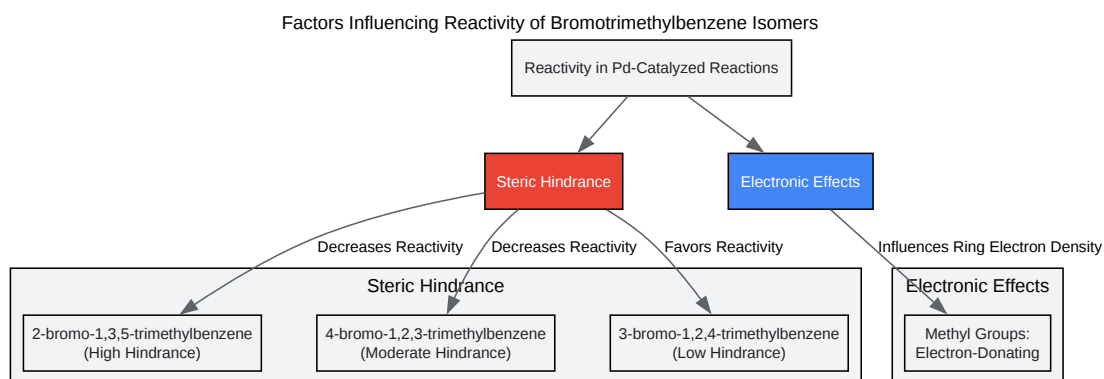 Factors Influencing Reactivity of Bromotrimethylbenzene Isomers
Reactivity in Pd-Catalyzed Reactions
Steric Hindrance
Electronic Effects
Decreases Reactivity
Decreases Reactivity
Favors Reactivity
Influences Ring Electron Density
Steric Hindrance
Electronic Effects
2-bromo-1,3,5-trimethylbenzene
(High Hindrance)
4-bromo-1,2,3-trimethylbenzene
(Moderate Hindrance)
3-bromo-1,2,4-trimethylbenzene
(Low Hindrance)
Methyl Groups:
Electron-Donating